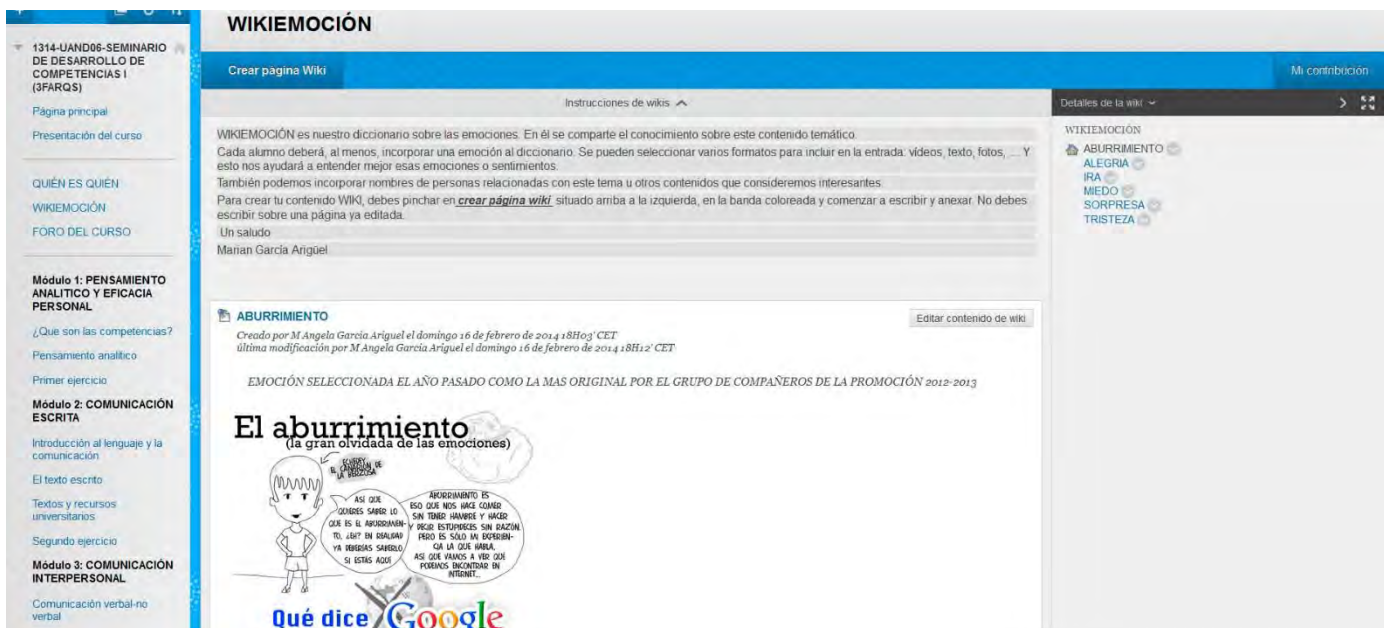 WIKIEMOCIÓN
1314-UAND06-SEMINARIO
DE DESARROLLO DE
COMPETENCIAS I
(3FARQS)
Página principal
Presentación del curso
QUIÉN ES QUIÉN
WIKIEMOCIÓN
FORO DEL CURSO
Módulo 1: PENSAMIENTO
ANALITICO Y EFICACIA
PERSONAL
¿Que son las competencias?
Pensamiento analítico
Primer ejercicio
Módulo 2: COMUNICACIÓN
ESCRITA
Introducción al lenguaje y la
comunicación
El texto escrito
Textos y recursos
universitarios
Segundo ejercicio
Módulo 3: COMUNICACIÓN
INTERPERSONAL
Comunicación verbal-no
verbal
Crear página Wiki
Mi contribución
Instrucciones de wikis
WIKIEMOCIÓN es nuestro diccionario sobre las emociones. En él se comparte el conocimiento sobre este contenido temático.
Cada alumno deberá, al menos, incorporar una emoción al diccionario. Se pueden seleccionar varios formatos para incluir en la entrada: vídeos, texto, fotos, .... Y
esto nos ayudará a entender mejor esas emociones o sentimientos.
También podemos incorporar nombres de personas relacionadas con este tema u otros contenidos que consideremos interesantes.
Para crear tu contenido WIKI, debes pinchar en crear página wiki situado arriba a la izquierda, en la banda coloreada y comenzar a escribir y anexar. No debes
escribir sobre una página ya editada.
Un saludo
Marian García Arigüel
Detalles de la wiki
WIKIEMOCIÓN
ABURRIMIENTO
ALEGRIA
IRA
MIEDO
SORPRESA
TRISTEZA
ABURRIMIENTO
Editar contenido de wiki
Creado por M Angela García Ariguel el domingo 16 de febrero de 2014 18H03' CET
última modificación por M Angela García Ariguel el domingo 16 de febrero de 2014 18H12' CET
EMOCIÓN SELECCIONADA EL AÑO PASADO COMO LA MAS ORIGINAL POR EL GRUPO DE COMPAÑEROS DE LA PROMOCIÓN 2012-2013
El aburrimiento
(la gran olvidada de las emociones)
EL
DE
LA
ASÍ QUE
QUIERES SABER LO
QUE ES EL ABURRIMIEN-
TO, ¿EH? EN REALIDAD
YA DEBERÍAS SABERLO
SI ESTÁS AQUÍ
ABURRIMIENTO ES
ESO QUE NOS HACE COMER
SIN TENER HAMBRE Y HACER
Y DECIR ESTUPIDECES SIN RAZÓN.
PERO ES SÓLO MI EXPERIEN-
CIA LA QUE HABLA,
ASÍ QUE VAMOS A VER QUÉ
PODEMOS ENCONTRAR EN
INTERNET...
Qué dice Google